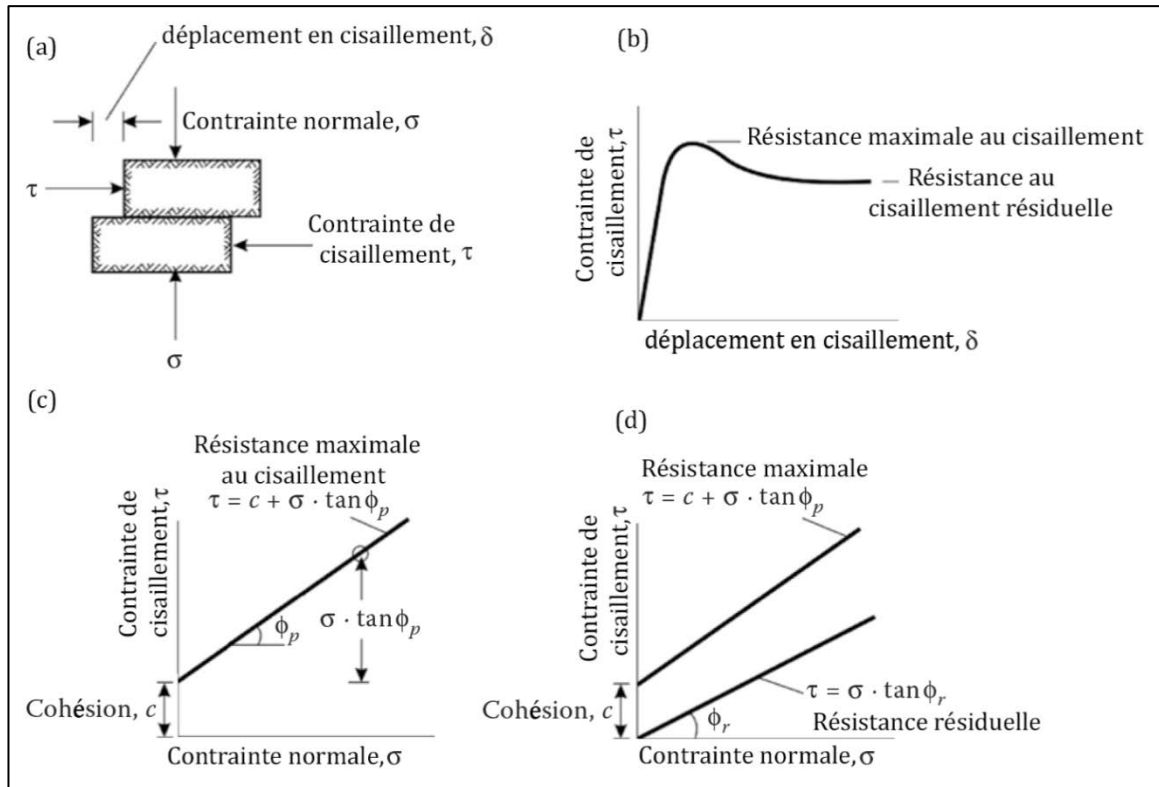 (a)
déplacement en cisaillement, δ
Contrainte normale, σ
τ
Contrainte de
cisaillement, τ
σ
(b)
Contrainte de
cisaillement, τ
Résistance maximale au cisaillement
Résistance au
cisaillement résiduelle
déplacement en cisaillement, δ
(c)
Résistance maximale
au cisaillement
τ = c + σ · tanϕp
Contrainte de
cisaillement, τ
ϕp
σ · tanϕp
Cohésion, c
Contrainte normale, σ
(d)
Résistance maximale
τ = c + σ · tanϕp
Contrainte de
cisaillement, τ
Cohésion, c
ϕr
τ = σ · tanϕr
Résistance résiduelle
Contrainte normale, σ